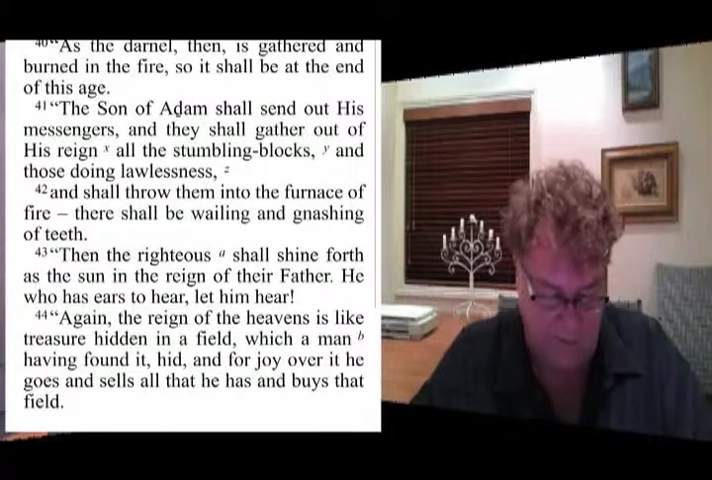 40“As the darnel, then, is gathered and
burned in the fire, so it shall be at the end
of this age.
41“The Son of Aḏam shall send out His
messengers, and they shall gather out of
His reign x all the stumbling-blocks, y and
those doing lawlessness, z
42and shall throw them into the furnace of
fire – there shall be wailing and gnashing
of teeth.
43“Then the righteous a shall shine forth
as the sun in the reign of their Father. He
who has ears to hear, let him hear!
44“Again, the reign of the heavens is like
treasure hidden in a field, which a man b
having found it, hid, and for joy over it he
goes and sells all that he has and buys that
field.